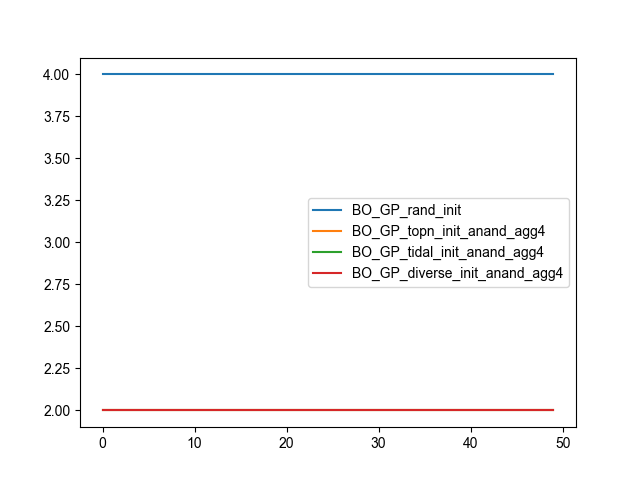 4.00
3.75
3.50
3.25
3.00
2.75
2.50
2.25
2.00
BO_GP_rand_init
BO_GP_topn_init_anand_agg4
BO_GP_tidal_init_anand_agg4
BO_GP_diverse_init_anand_agg4
0 10 20 30 40 50